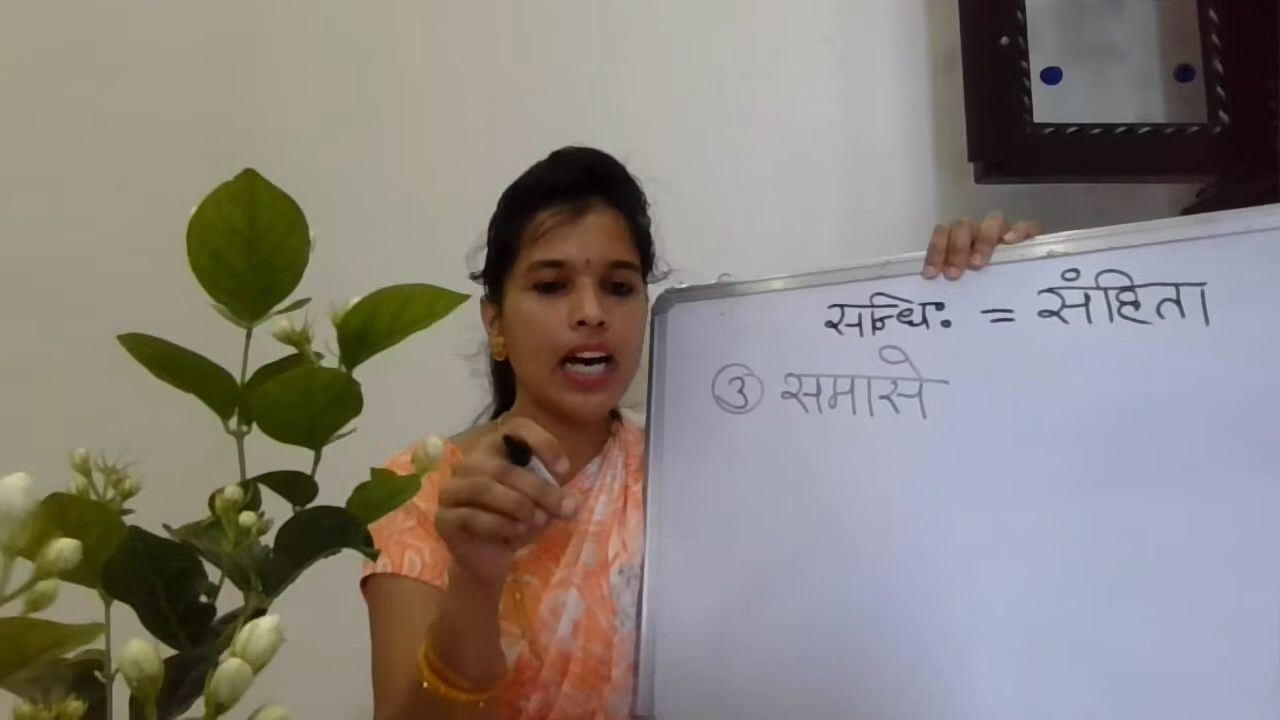 सन्धिः = संहिता
③ समासे